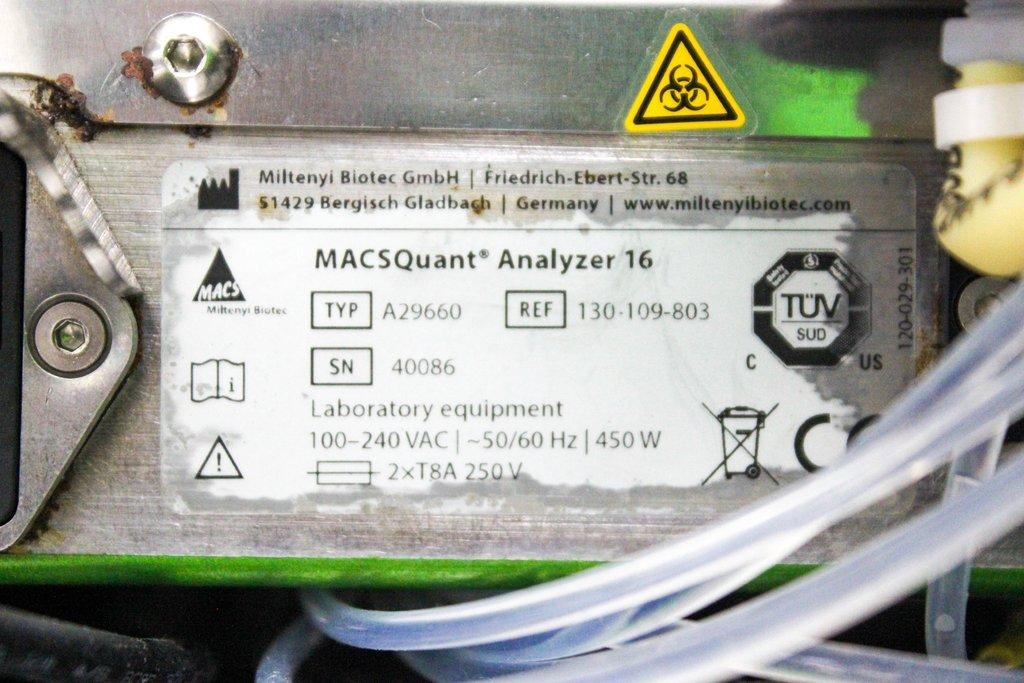 Miltenyi Biotec GmbH | Friedrich-Ebert-Str. 68
51429 Bergisch Gladbach | Germany | www.miltenyibiotec.com
MACSQuant® Analyzer 16
MACS
Miltenyi Biotec
TYP A29660 REF 130-109-803
SN 40086
Laboratory equipment
100–240 VAC | ~50/60 Hz | 450 W
2×T8A 250 V
TÜV
SUD
C US
120-029-301
CE